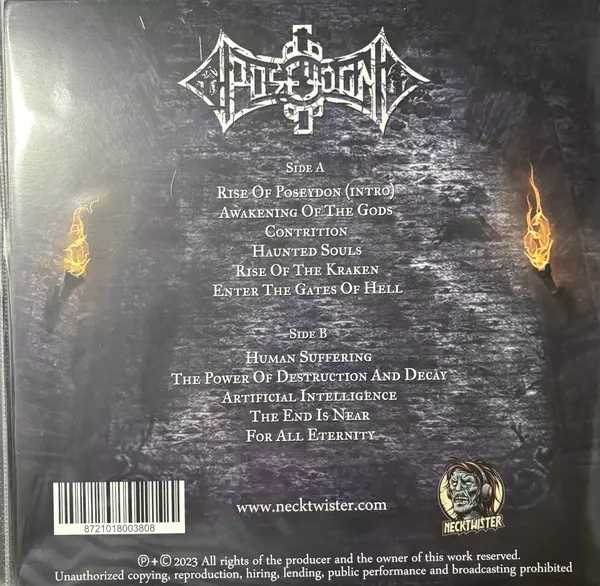 POSEYDON
SIDE A
RISE OF POSEYDON (INTRO)
AWAKENING OF THE GODS
CONTRITION
HAUNTED SOULS
RISE OF THE KRAKEN
ENTER THE GATES OF HELL
SIDE B
HUMAN SUFFERING
THE POWER OF DESTRUCTION AND DECAY
ARTIFICIAL INTELLIGENCE
THE END IS NEAR
FOR ALL ETERNITY
www.necktwister.com
NECKTWISTER
8721018003808
℗+© 2023 All rights of the producer and the owner of this work reserved.
Unauthorized copying, reproduction, hiring, lending, public performance and broadcasting prohibited